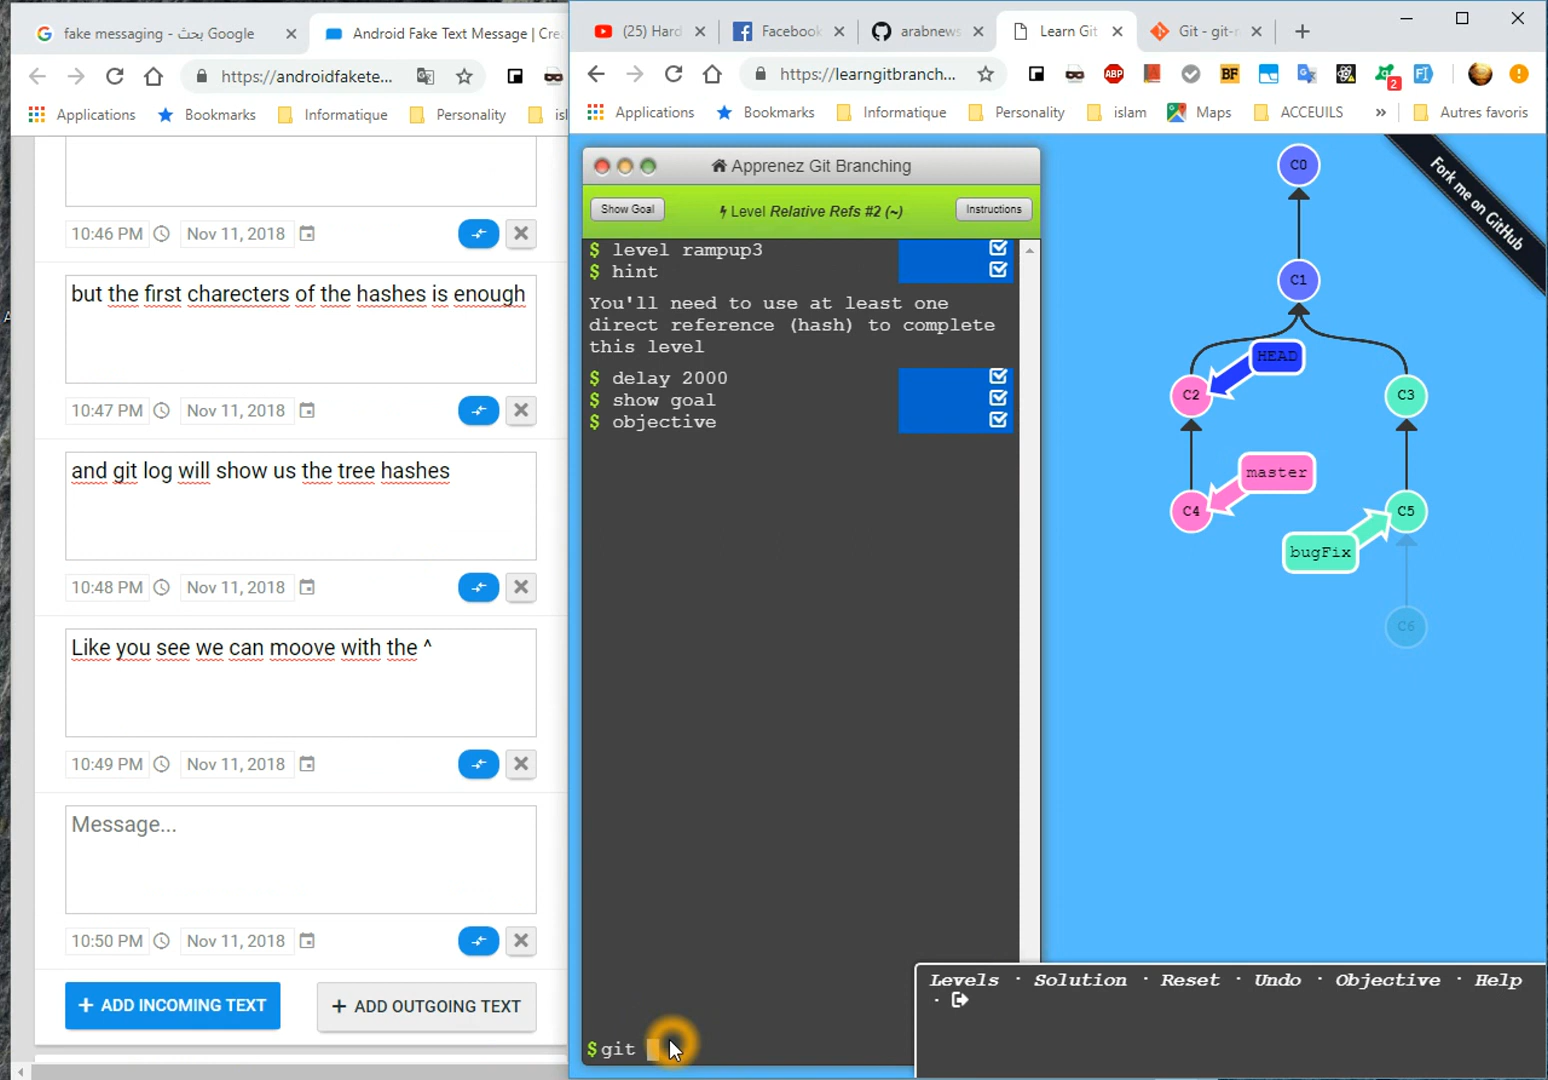 fake messaging - بحث Google
Android Fake Text Message | Cre
https://androidfakete...
Applications
Bookmarks
Informatique
Personality
isl
10:46 PM
Nov 11, 2018
but the first charecters of the hashes is enough
10:47 PM
Nov 11, 2018
and git log will show us the tree hashes
10:48 PM
Nov 11, 2018
Like you see we can moove with the ^
10:49 PM
Nov 11, 2018
Message...
10:50 PM
Nov 11, 2018
+ ADD INCOMING TEXT
+ ADD OUTGOING TEXT
(25) Hard
Facebook
arabnews
Learn Git
Git - git-r
https://learngitbranch...
ABP
BF
2
Applications
Bookmarks
Informatique
Personality
islam
Maps
ACCEUILS
»
Autres favoris
Apprenez Git Branching
Show Goal
Level Relative Refs #2 (~)
Instructions
$ level rampup3
$ hint
You'll need to use at least one
direct reference (hash) to complete
this level
$ delay 2000
$ show goal
$ objective
$ git
C0
C1
HEAD
C2
C3
master
C4
C5
bugFix
C6
Fork me on GitHub
Levels · Solution · Reset · Undo · Objective · Help
·